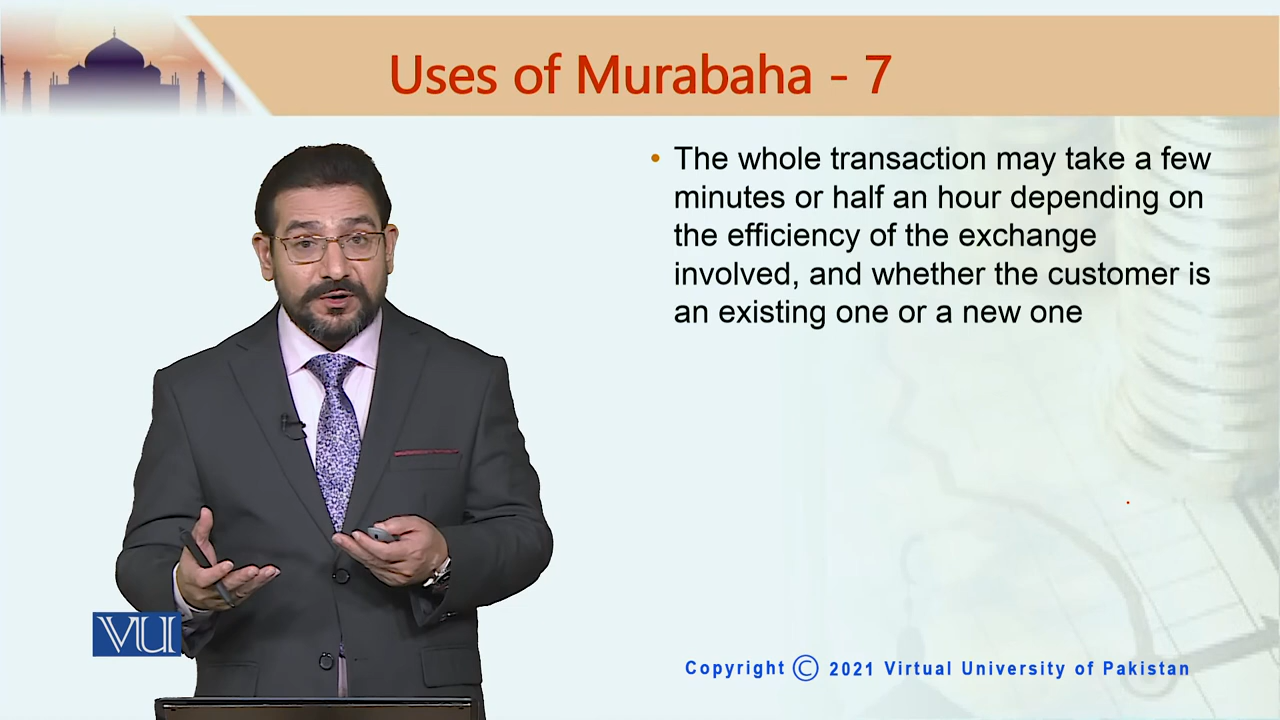 Uses of Murabaha - 7
• The whole transaction may take a few
minutes or half an hour depending on
the efficiency of the exchange
involved, and whether the customer is
an existing one or a new one
VU
Copyright © 2021 Virtual University of Pakistan